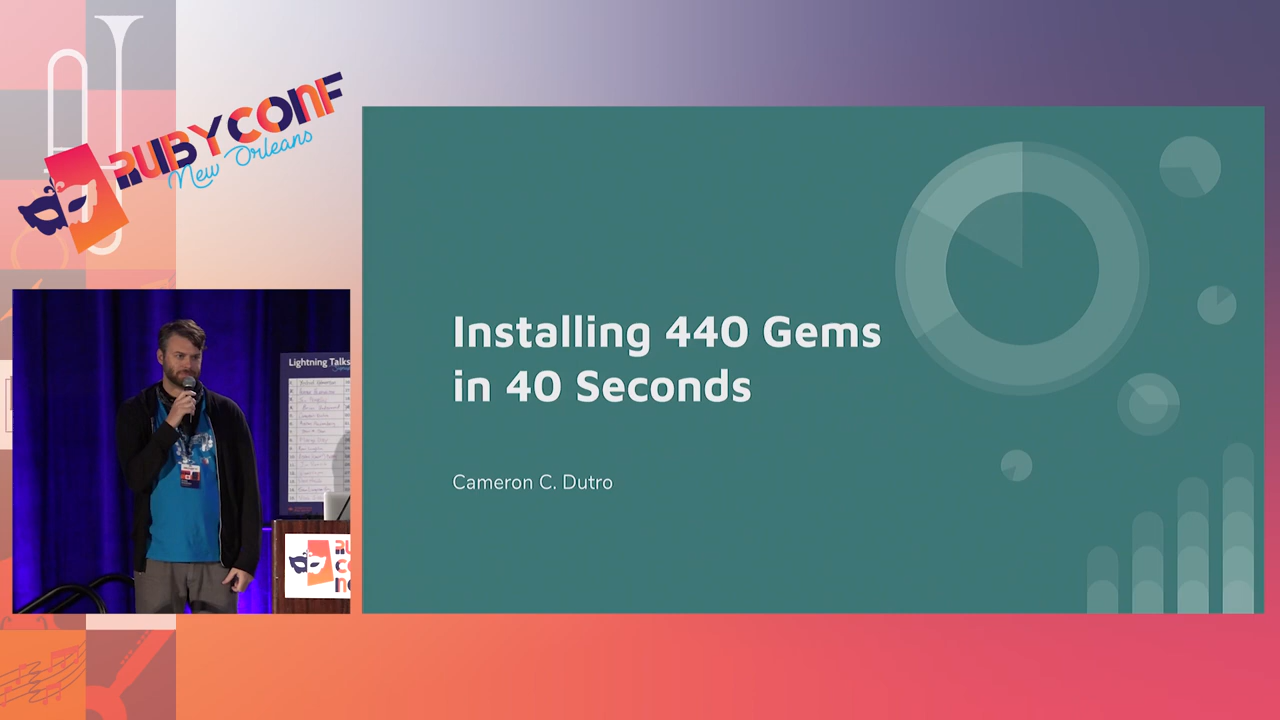 RUBYCONF
New Orleans
Lightning Talks
Installing 440 Gems
in 40 Seconds
Cameron C. Dutro